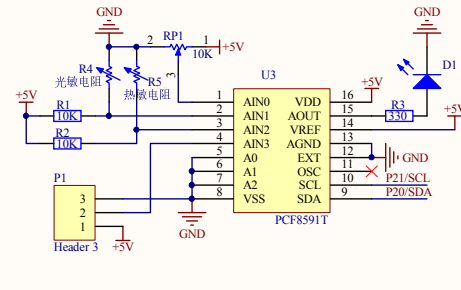 GND
GND
RP1
2
1
+5V
10K
3
R4
光敏电阻
R5
热敏电阻
D1
U3
+5V
+5V
+5V
R1
10K
R2
10K
R3
330
1 AIN0 VDD 16
2 AIN1 AOUT 15
3 AIN2 VREF 14
4 AIN3 AGND 13
5 A0 EXT 12
6 A1 OSC 11
7 A2 SCL 10
8 VSS SDA 9
GND
P21/SCL
P20/SDA
PCF8591T
P1
3
2
1
Header 3
+5V
GND